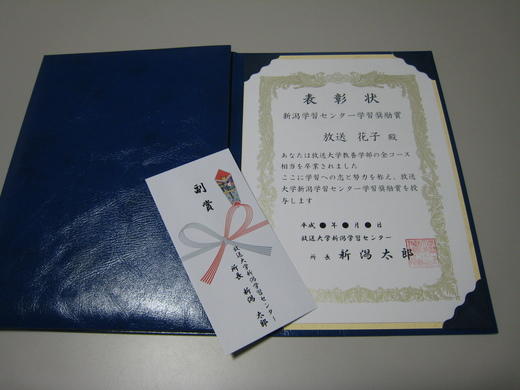 表彰状
新潟学習センター学習奨励賞
放送 花子 殿
あなたは放送大学教養学部の全コース
相当を卒業されました
ここに学習への志と努力を称え、放送
大学新潟学習センター学習奨励賞を授
与します
平成●年●月●日
放送大学新潟学習センター
所長 新潟太郎
副賞
放送大学新潟学習センター
所長 新潟 太郎